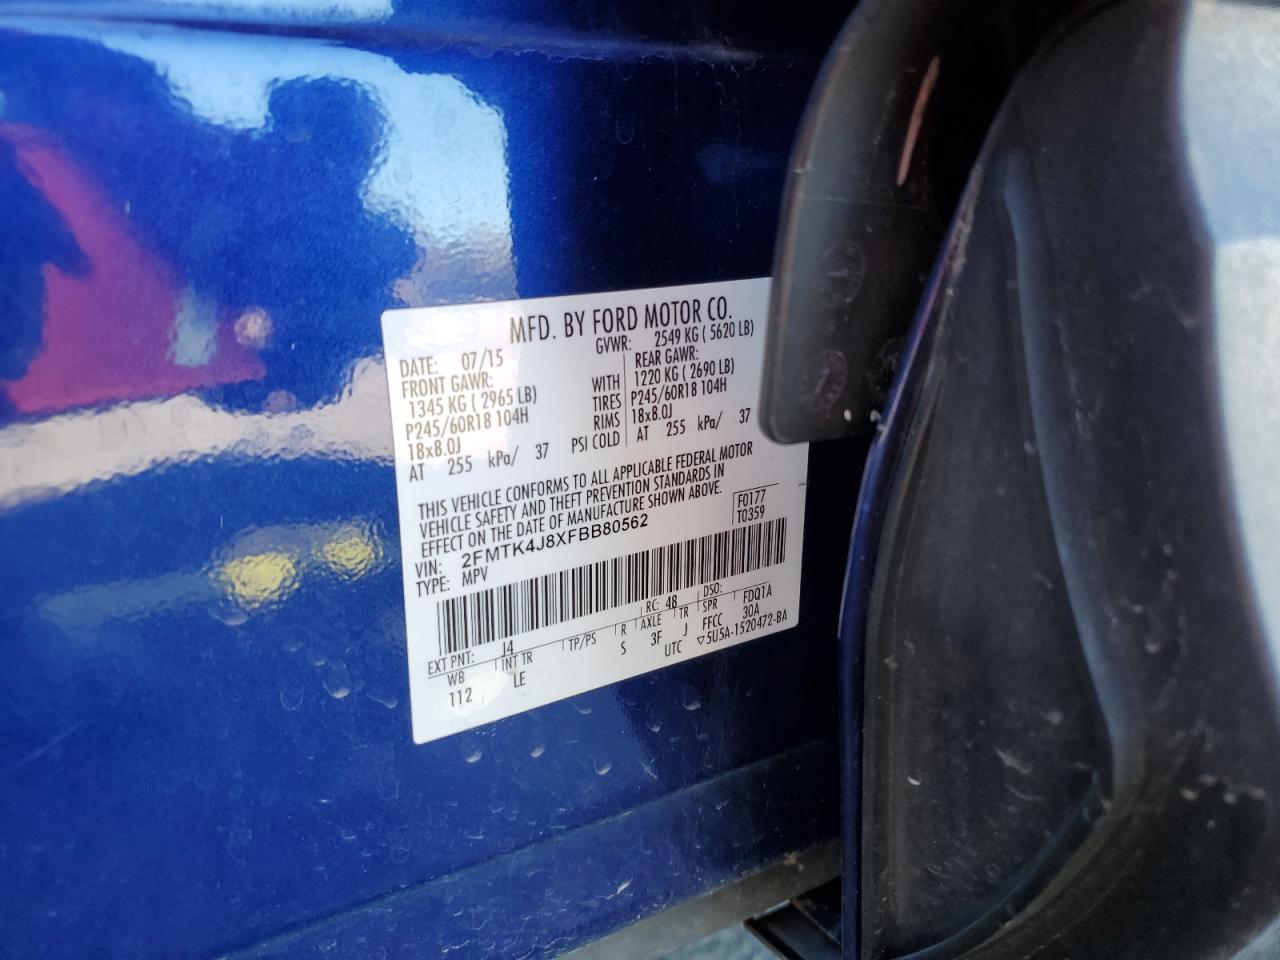 MFD. BY FORD MOTOR CO.
DATE: 07/15 GVWR: 2549 KG ( 5620 LB)
FRONT GAWR: REAR GAWR:
1345 KG ( 2965 LB) WITH 1220 KG ( 2690 LB)
P245/60R18 104H TIRES P245/60R18 104H
18x8.0J RIMS 18x8.0J
AT 255 kPa/ 37 PSI COLD AT 255 kPa/ 37
THIS VEHICLE CONFORMS TO ALL APPLICABLE FEDERAL MOTOR
VEHICLE SAFETY AND THEFT PREVENTION STANDARDS IN
EFFECT ON THE DATE OF MANUFACTURE SHOWN ABOVE.
VIN: 2FMTK4J8XFBB80562 F0177
TYPE: MPV T0359
EXT PNT: J4 RC: 48 DSO: FDQ1A
WB INT TR TP/PS R AXLE TR SPR 30A
112 LE S 3F J FFCC
UTC ▽5U5A-1520472-BA